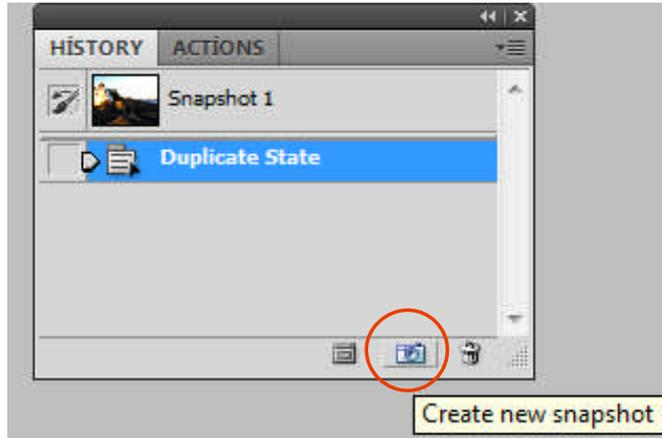 HİSTORY ACTİONS
Snapshot 1
Duplicate State
Create new snapshot